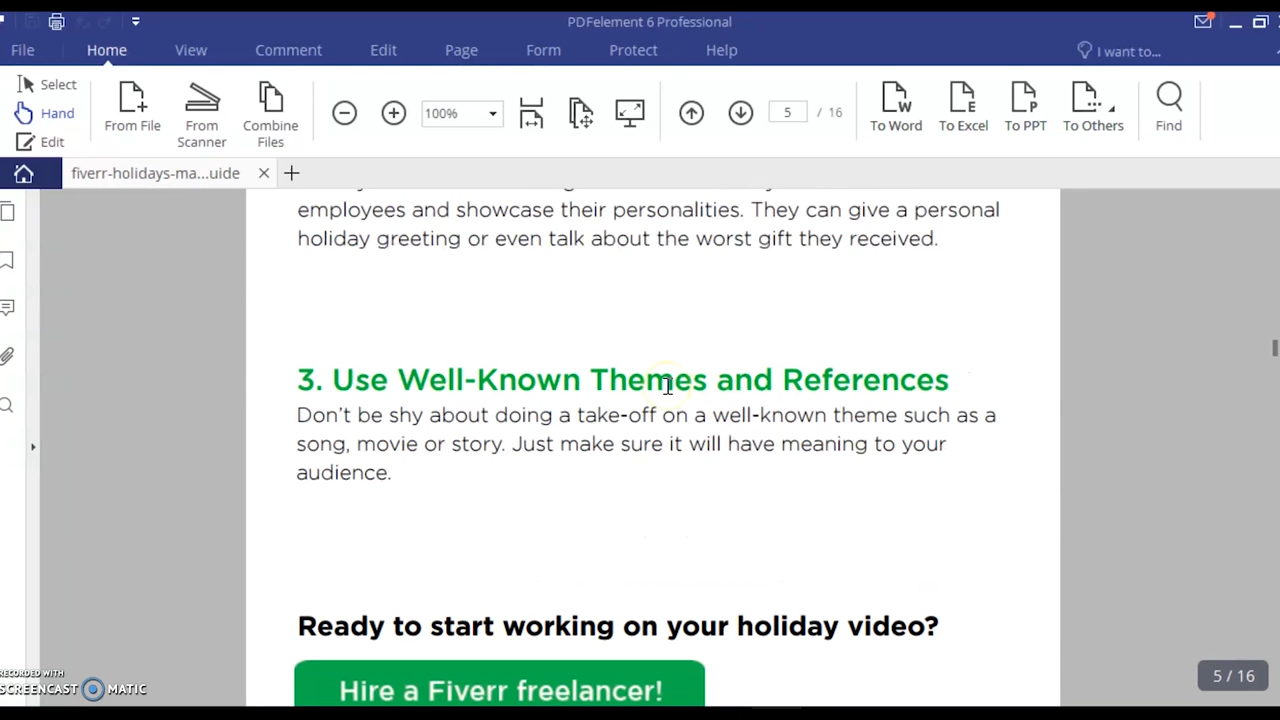 PDFelement 6 Professional
File Home View Comment Edit Page Form Protect Help I want to...
Select
Hand
Edit
From File
From Scanner
Combine Files
100%
5 / 16
To Word
To Excel
To PPT
To Others
Find
fiverr-holidays-ma...uide
employees and showcase their personalities. They can give a personal
holiday greeting or even talk about the worst gift they received.
3. Use Well-Known Themes and References
Don't be shy about doing a take-off on a well-known theme such as a
song, movie or story. Just make sure it will have meaning to your
audience.
Ready to start working on your holiday video?
Hire a Fiverr freelancer!
RECORDED WITH
SCREENCAST MATIC
5 / 16